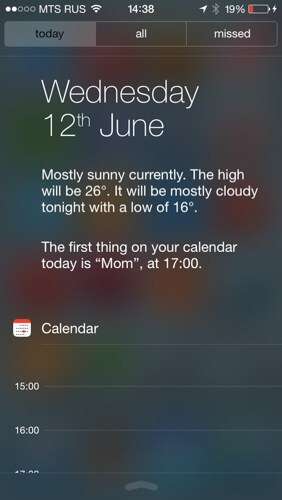 MTS RUS 14:38 19%
today all missed
Wednesday
12th June
Mostly sunny currently. The high
will be 26°. It will be mostly cloudy
tonight with a low of 16°.
The first thing on your calendar
today is “Mom”, at 17:00.
Calendar
15:00
16:00
17:00